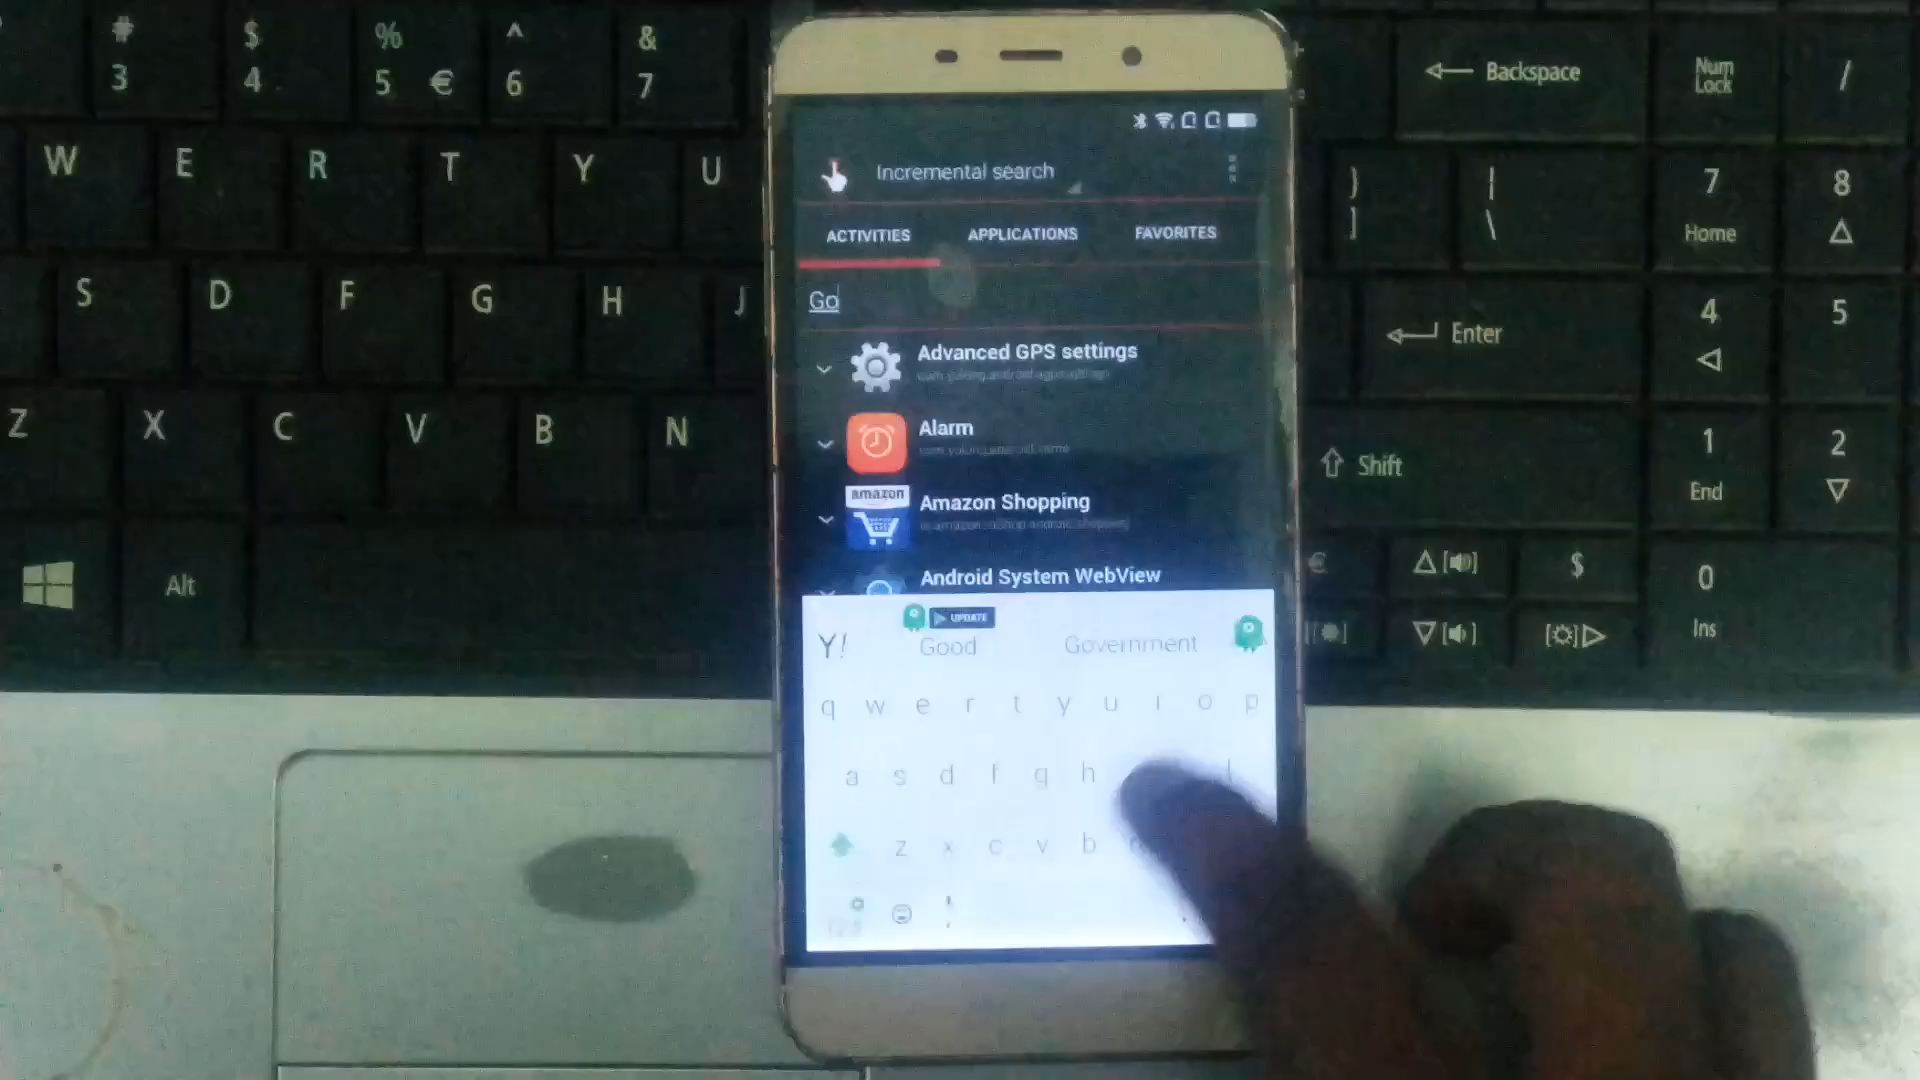 # $ % ^ &
3 4 5 € 6 7
Backspace
Num Lock
/
W E R T Y U
} |
] \
7 Home
8
S D F G H J
Enter
4
5
Z X C V B N
Shift
1 End
2
Alt
€
$
0 Ins
Incremental search
ACTIVITIES APPLICATIONS FAVORITES
Go
Advanced GPS settings
Alarm
amazon
Amazon Shopping
Android System WebView
UPDATE
Y! Good Government
q w e r t y u i o p
a s d f g h l
z x c v b